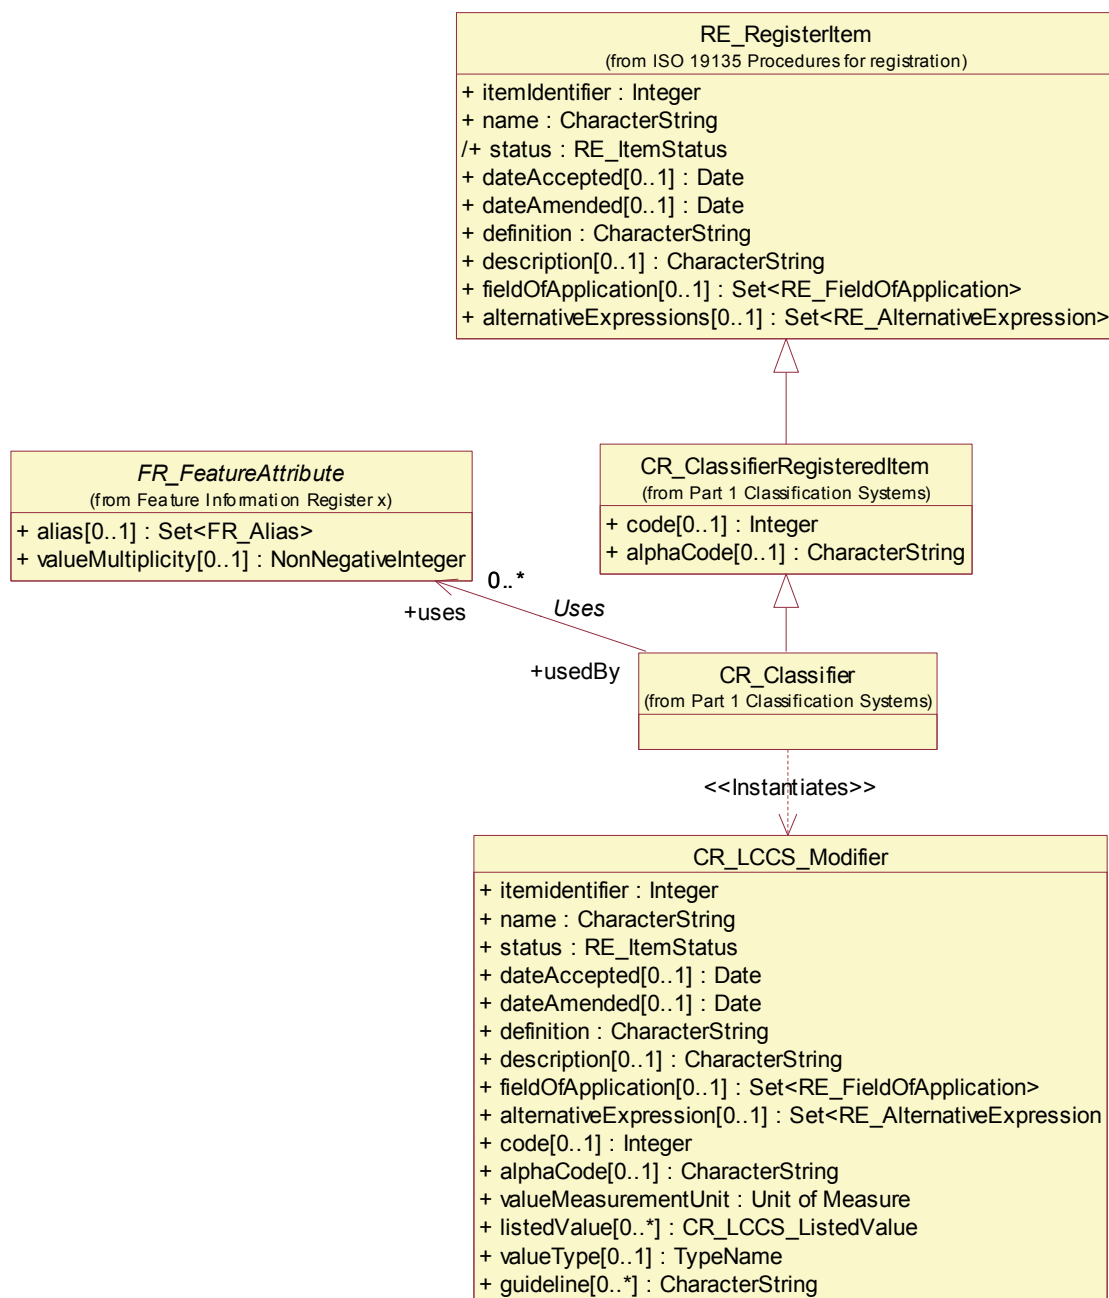 RE_RegisterItem
(from ISO 19135 Procedures for registration)
+ itemIdentifier : Integer
+ name : CharacterString
/+ status : RE_ItemStatus
+ dateAccepted[0..1] : Date
+ dateAmended[0..1] : Date
+ definition : CharacterString
+ description[0..1] : CharacterString
+ fieldOfApplication[0..1] : Set<RE_FieldOfApplication>
+ alternativeExpressions[0..1] : Set<RE_AlternativeExpression>
FR_FeatureAttribute
(from Feature Information Register x)
+ alias[0..1] : Set<FR_Alias>
+ valueMultiplicity[0..1] : NonNegativeInteger
CR_ClassifierRegisteredItem
(from Part 1 Classification Systems)
+ code[0..1] : Integer
+ alphaCode[0..1] : CharacterString
0..*
+uses
Uses
+usedBy
CR_Classifier
(from Part 1 Classification Systems)
<<Instantiates>>
CR_LCCS_Modifier
+ itemidentifier : Integer
+ name : CharacterString
+ status : RE_ItemStatus
+ dateAccepted[0..1] : Date
+ dateAmended[0..1] : Date
+ definition : CharacterString
+ description[0..1] : CharacterString
+ fieldOfApplication[0..1] : Set<RE_FieldOfApplication>
+ alternativeExpression[0..1] : Set<RE_AlternativeExpression
+ code[0..1] : Integer
+ alphaCode[0..1] : CharacterString
+ valueMeasurementUnit : Unit of Measure
+ listedValue[0..*] : CR_LCCS_ListedValue
+ valueType[0..1] : TypeName
+ guideline[0..*] : CharacterString